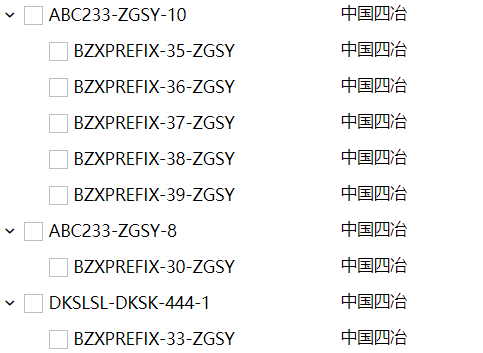 ABC233-ZGSY-10 中国四冶
BZXPREFIX-35-ZGSY 中国四冶
BZXPREFIX-36-ZGSY 中国四冶
BZXPREFIX-37-ZGSY 中国四冶
BZXPREFIX-38-ZGSY 中国四冶
BZXPREFIX-39-ZGSY 中国四冶
ABC233-ZGSY-8 中国四冶
BZXPREFIX-30-ZGSY 中国四冶
DKSLSL-DKSK-444-1 中国四冶
BZXPREFIX-33-ZGSY 中国四冶